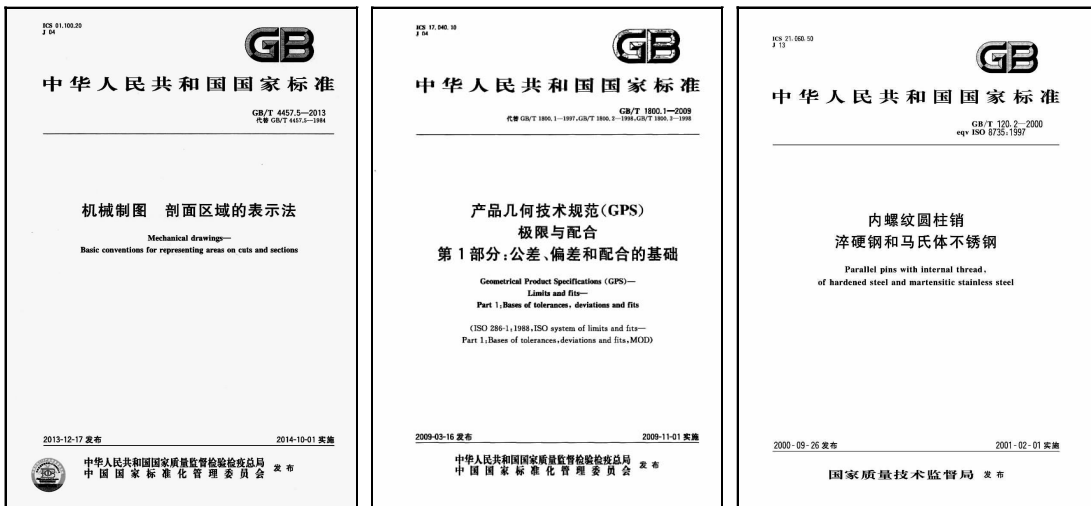 ICS 01.100.20
J 04
GB
中华人民共和国国家标准
GB/T 4457.5—2013
代替 GB/T 4457.5—1984
机械制图 剖面区域的表示法
Mechanical drawings—
Basic conventions for representing areas on cuts and sections
2013-12-17 发布
2014-10-01 实施
中华人民共和国国家质量监督检验检疫总局
中国国家标准化管理委员会
发布
ICS 17.040.10
J 04
GB
中华人民共和国国家标准
GB/T 1800.1—2009
代替 GB/T 1800.1—1997,GB/T 1800.2—1998,GB/T 1800.3—1998
产品几何技术规范(GPS)
极限与配合
第1部分:公差、偏差和配合的基础
Geometrical Product Specifications (GPS)—
Limits and fits—
Part 1:Bases of tolerances, deviations and fits
(ISO 286-1:1988,ISO system of limits and fits—
Part 1:Bases of tolerances,deviations and fits,MOD)
2009-03-16 发布
2009-11-01 实施
中华人民共和国国家质量监督检验检疫总局
中国国家标准化管理委员会
发布
ICS 21.060.50
J 13
GB
中华人民共和国国家标准
GB/T 120.2—2000
eqv ISO 8735:1997
内螺纹圆柱销
淬硬钢和马氏体不锈钢
Parallel pins with internal thread,
of hardened steel and martensitic stainless steel
2000-09-26 发布
2001-02-01 实施
国家质量技术监督局 发布